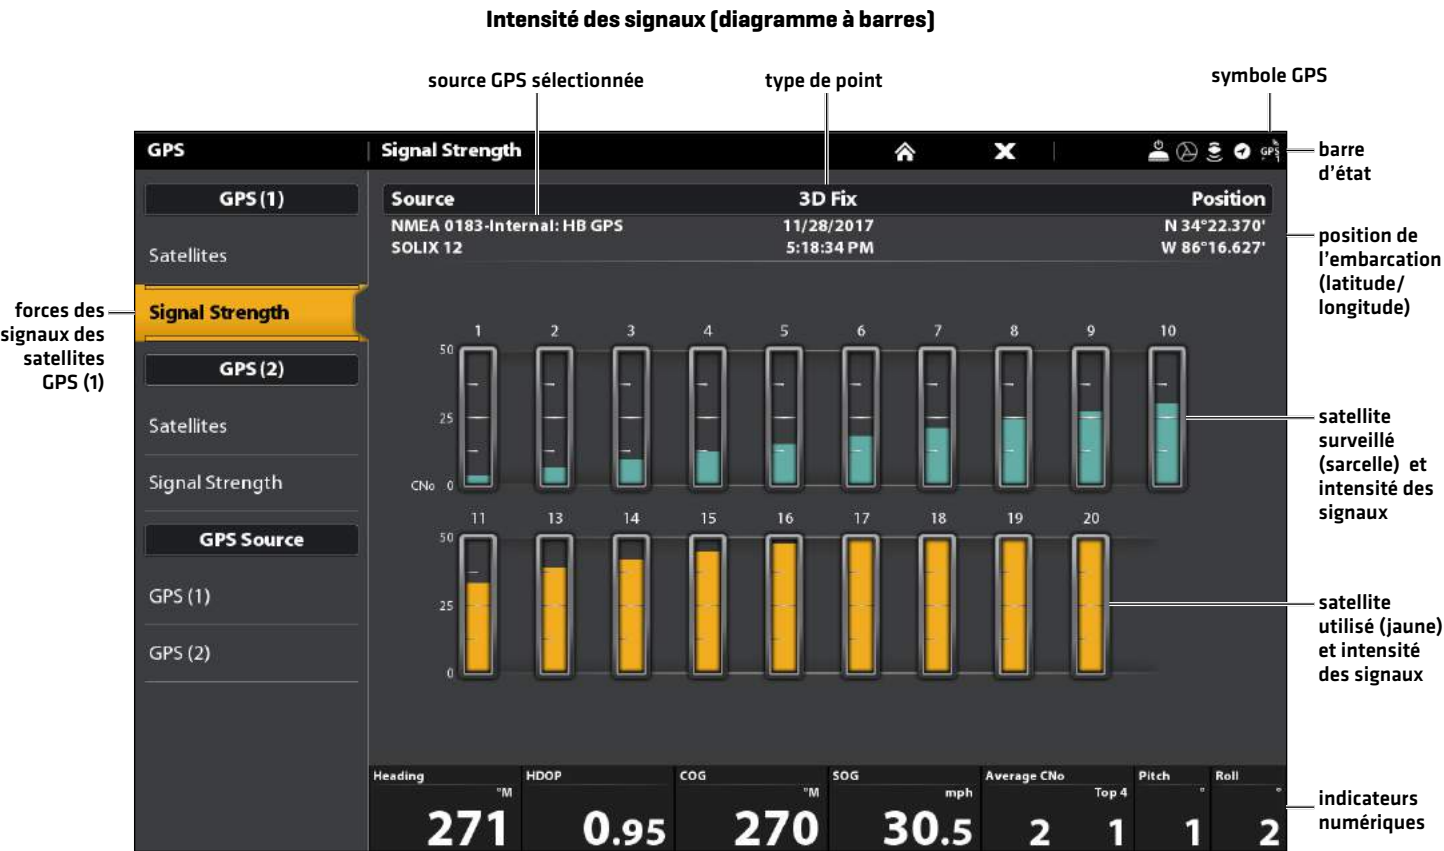 Intensité des signaux (diagramme à barres)
source GPS sélectionnée
type de point
symbole GPS
GPS
Signal Strength
GPS
barre
d'état
GPS (1)
Satellites
Signal Strength
GPS (2)
Satellites
Signal Strength
GPS Source
GPS (1)
GPS (2)
forces des
signaux des
satellites
GPS (1)
Source
3D Fix
Position
NMEA 0183-Internal: HB GPS
11/28/2017
N 34°22.370'
SOLIX 12
5:18:34 PM
W 86°16.627'
position de
l'embarcation
(latitude/
longitude)
1 2 3 4 5 6 7 8 9 10
50
25
CNo 0
satellite
surveillé
(sarcelle) et
intensité des
signaux
11 13 14 15 16 17 18 19 20
50
25
0
satellite
utilisé (jaune)
et intensité
des signaux
Heading
°M
271
HDOP
0.95
COG
°M
270
SOG
mph
30.5
Average CNo
Top 4
2 1
Pitch
°
1
Roll
°
2
indicateurs
numériques